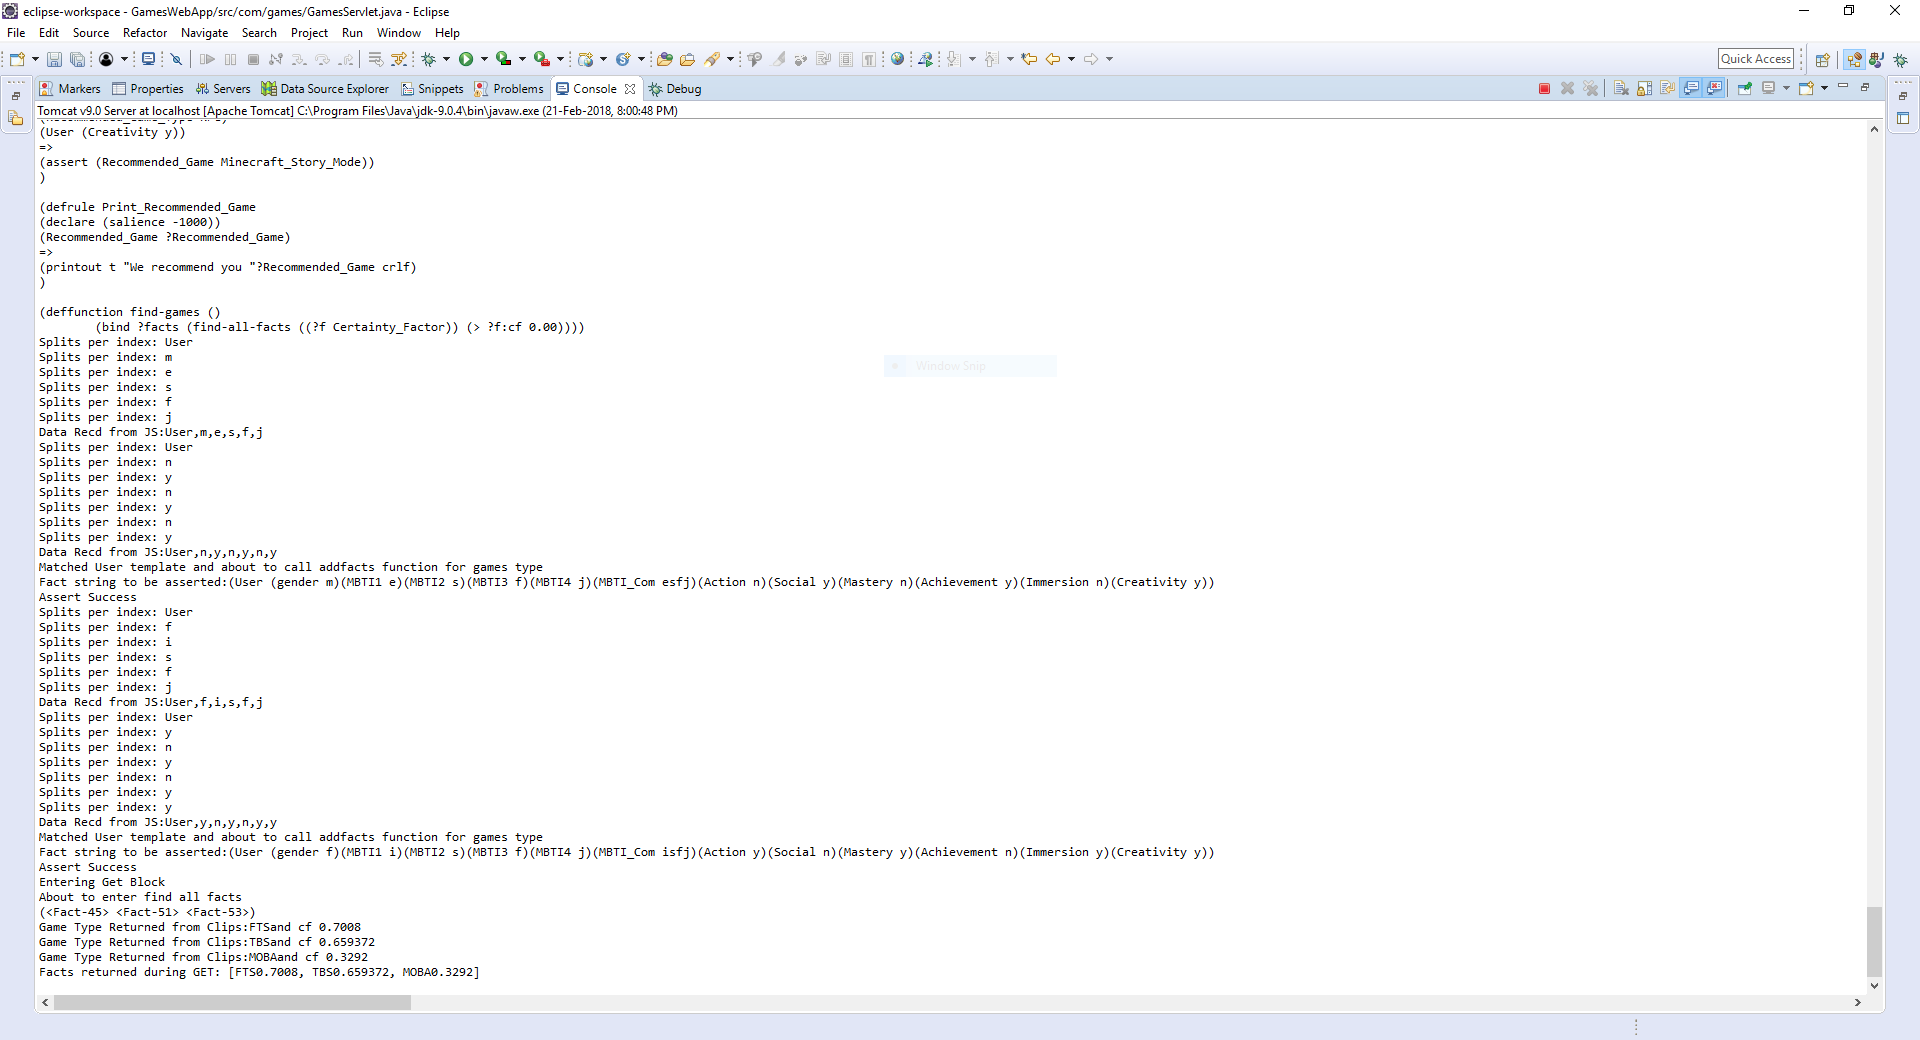 eclipse-workspace - GamesWebApp/src/com/games/GamesServlet.java - Eclipse
File Edit Source Refactor Navigate Search Project Run Window Help
Quick Access
Markers Properties Servers Data Source Explorer Snippets Problems Console Debug
Tomcat v9.0 Server at localhost [Apache Tomcat] C:\Program Files\Java\jdk-9.0.4\bin\javaw.exe (21-Feb-2018, 8:00:48 PM)
(User (Creativity y))
=>
(assert (Recommended_Game Minecraft_Story_Mode))
)
(defrule Print_Recommended_Game
(declare (salience -1000))
(Recommended_Game ?Recommended_Game)
=>
(printout t "We recommend you "?Recommended_Game crlf)
)
(deffunction find-games ()
(bind ?facts (find-all-facts ((?f Certainty_Factor)) (> ?f:cf 0.00))))
Splits per index: User
Splits per index: m
Splits per index: e
Window Snip
Splits per index: s
Splits per index: f
Splits per index: j
Data Recd from JS:User,m,e,s,f,j
Splits per index: User
Splits per index: n
Splits per index: y
Splits per index: n
Splits per index: y
Splits per index: n
Splits per index: y
Data Recd from JS:User,n,y,n,y,n,y
Matched User template and about to call addfacts function for games type
Fact string to be asserted:(User (gender m)(MBTI1 e)(MBTI2 s)(MBTI3 f)(MBTI4 j)(MBTI_Com esfj)(Action n)(Social y)(Mastery n)(Achievement y)(Immersion n)(Creativity y))
Assert Success
Splits per index: User
Splits per index: f
Splits per index: i
Splits per index: s
Splits per index: f
Splits per index: j
Data Recd from JS:User,f,i,s,f,j
Splits per index: User
Splits per index: y
Splits per index: n
Splits per index: y
Splits per index: n
Splits per index: y
Splits per index: y
Data Recd from JS:User,y,n,y,n,y,y
Matched User template and about to call addfacts function for games type
Fact string to be asserted:(User (gender f)(MBTI1 i)(MBTI2 s)(MBTI3 f)(MBTI4 j)(MBTI_Com isfj)(Action y)(Social n)(Mastery y)(Achievement n)(Immersion y)(Creativity y))
Assert Success
Entering Get Block
About to enter find all facts
(<Fact-45> <Fact-51> <Fact-53>)
Game Type Returned from Clips:FTSand cf 0.7008
Game Type Returned from Clips:TBSand cf 0.659372
Game Type Returned from Clips:MOBAand cf 0.3292
Facts returned during GET: [FTS0.7008, TBS0.659372, MOBA0.3292]